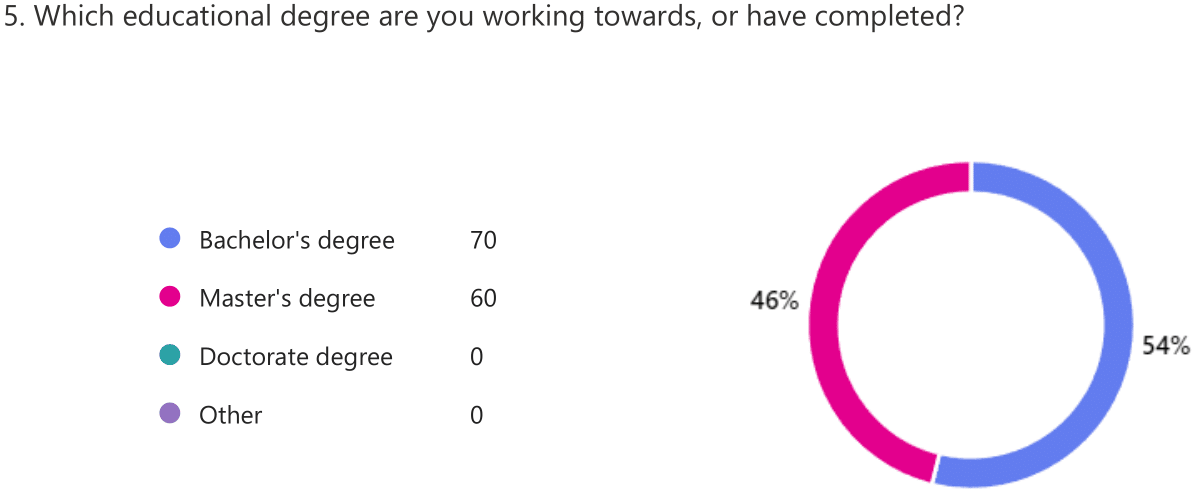 5. Which educational degree are you working towards, or have completed?
Bachelor's degree 70
Master's degree 60
Doctorate degree 0
Other 0
46%
54%